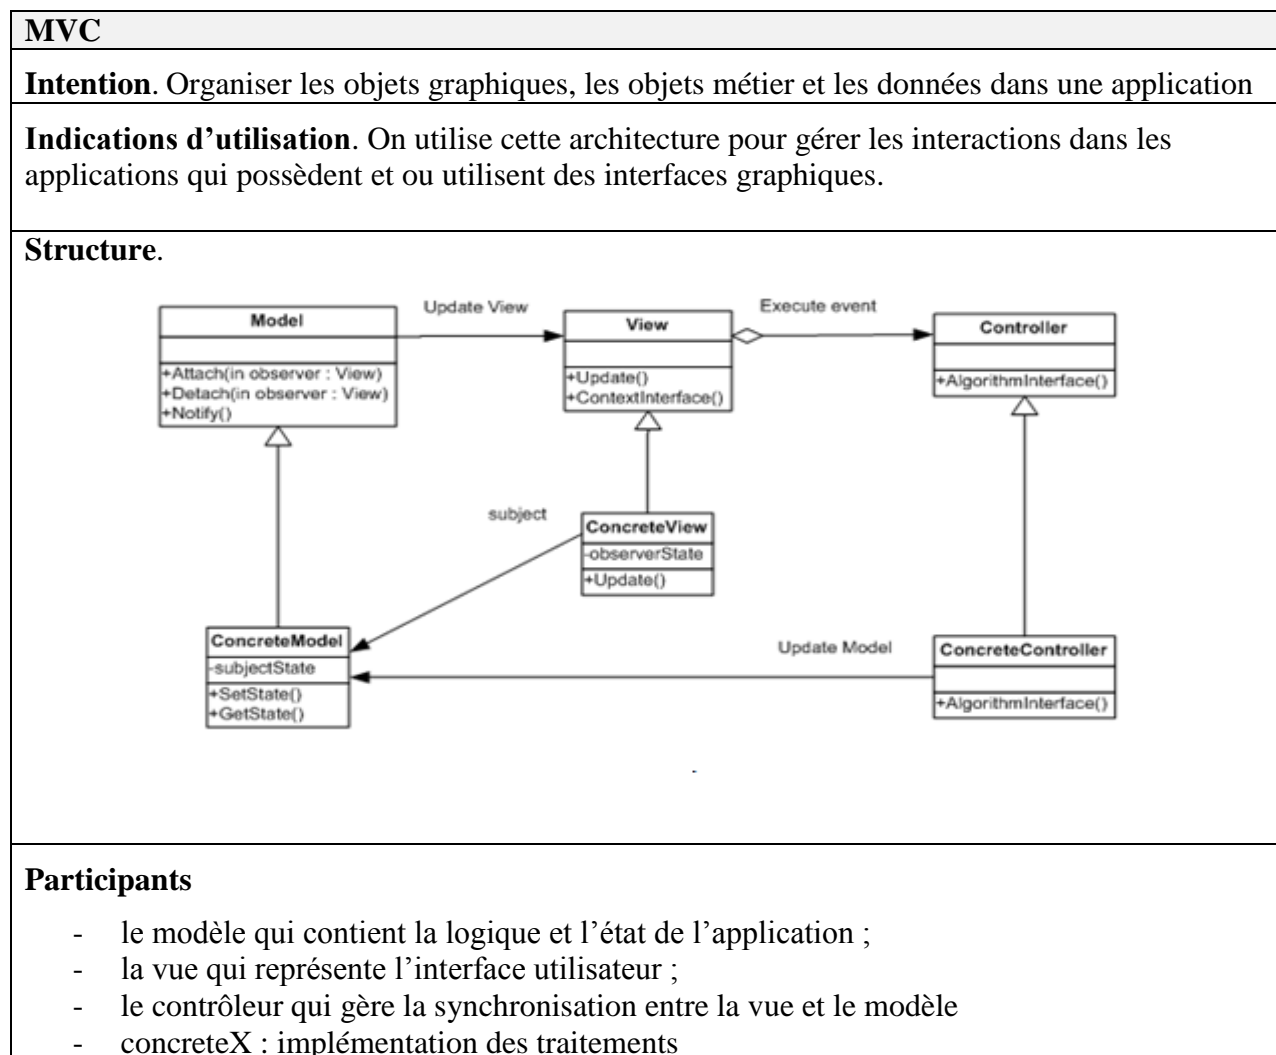 MVC
Intention. Organiser les objets graphiques, les objets métier et les données dans une application
Indications d’utilisation. On utilise cette architecture pour gérer les interactions dans les
applications qui possèdent et ou utilisent des interfaces graphiques.
Structure.
Model
+Attach(in observer : View)
+Detach(in observer : View)
+Notify()
Update View
View
+Update()
+ContextInterface()
Execute event
Controller
+AlgorithmInterface()
subject
ConcreteView
-observerState
+Update()
ConcreteModel
-subjectState
+SetState()
+GetState()
Update Model
ConcreteController
+AlgorithmInterface()
Participants
- le modèle qui contient la logique et l’état de l’application ;
- la vue qui représente l’interface utilisateur ;
- le contrôleur qui gère la synchronisation entre la vue et le modèle
- concreteX : implémentation des traitements